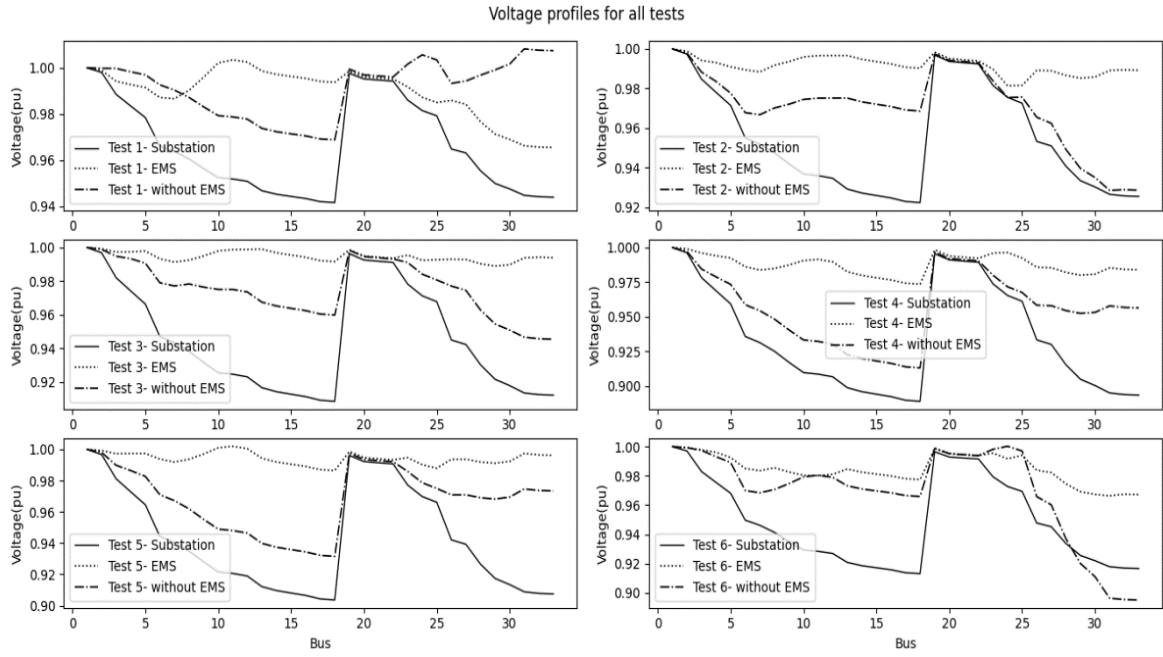 Voltage profiles for all tests
Voltage(pu)
1.00
0.98
0.96
0.94
Test 1- Substation
Test 1- EMS
Test 1- without EMS
0 5 10 15 20 25 30
Voltage(pu)
1.00
0.98
0.96
0.94
0.92
Test 2- Substation
Test 2- EMS
Test 2- without EMS
0 5 10 15 20 25 30
Voltage(pu)
1.00
0.98
0.96
0.94
0.92
Test 3- Substation
Test 3- EMS
Test 3- without EMS
0 5 10 15 20 25 30
Voltage(pu)
1.000
0.975
0.950
0.925
0.900
Test 4- Substation
Test 4- EMS
Test 4- without EMS
0 5 10 15 20 25 30
Voltage(pu)
1.00
0.98
0.96
0.94
0.92
0.90
Test 5- Substation
Test 5- EMS
Test 5- without EMS
0 5 10 15 20 25 30
Bus
Voltage(pu)
1.00
0.98
0.96
0.94
0.92
0.90
Test 6- Substation
Test 6- EMS
Test 6- without EMS
0 5 10 15 20 25 30
Bus